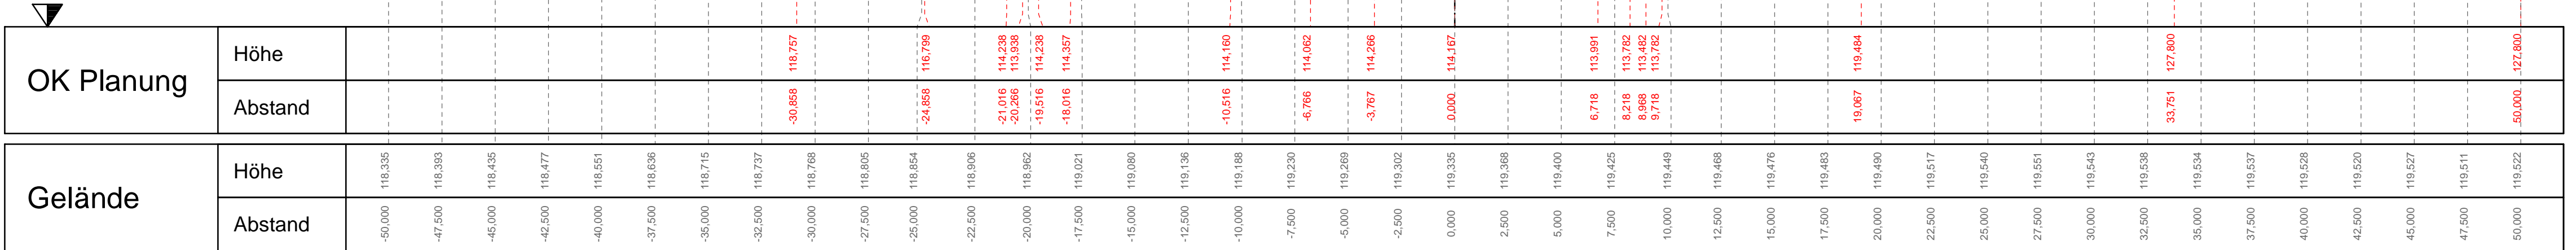 OK Planung
Höhe
118,757 116,799 114,238 113,938 114,238 114,357 114,160 114,062 114,266 114,167 113,991 113,782 113,482 113,782 119,484 127,800 127,800
Abstand
-30,858 -24,858 -21,016 -20,266 -19,516 -18,016 -10,516 -6,766 -3,767 0,000 6,718 8,218 8,968 9,718 19,067 33,751 50,000
Gelände
Höhe
118,335 118,393 118,435 118,477 118,551 118,636 118,715 118,737 118,768 118,805 118,854 118,906 118,962 119,021 119,080 119,136 119,188 119,230 119,269 119,302 119,335 119,368 119,400 119,425 119,449 119,468 119,476 119,483 119,490 119,517 119,540 119,551 119,543 119,538 119,534 119,537 119,528 119,520 119,527 119,511 119,522
Abstand
-50,000 -47,500 -45,000 -42,500 -40,000 -37,500 -35,000 -32,500 -30,000 -27,500 -25,000 -22,500 -20,000 -17,500 -15,000 -12,500 -10,000 -7,500 -5,000 -2,500 0,000 2,500 5,000 7,500 10,000 12,500 15,000 17,500 20,000 22,500 25,000 27,500 30,000 32,500 35,000 37,500 40,000 42,500 45,000 47,500 50,000